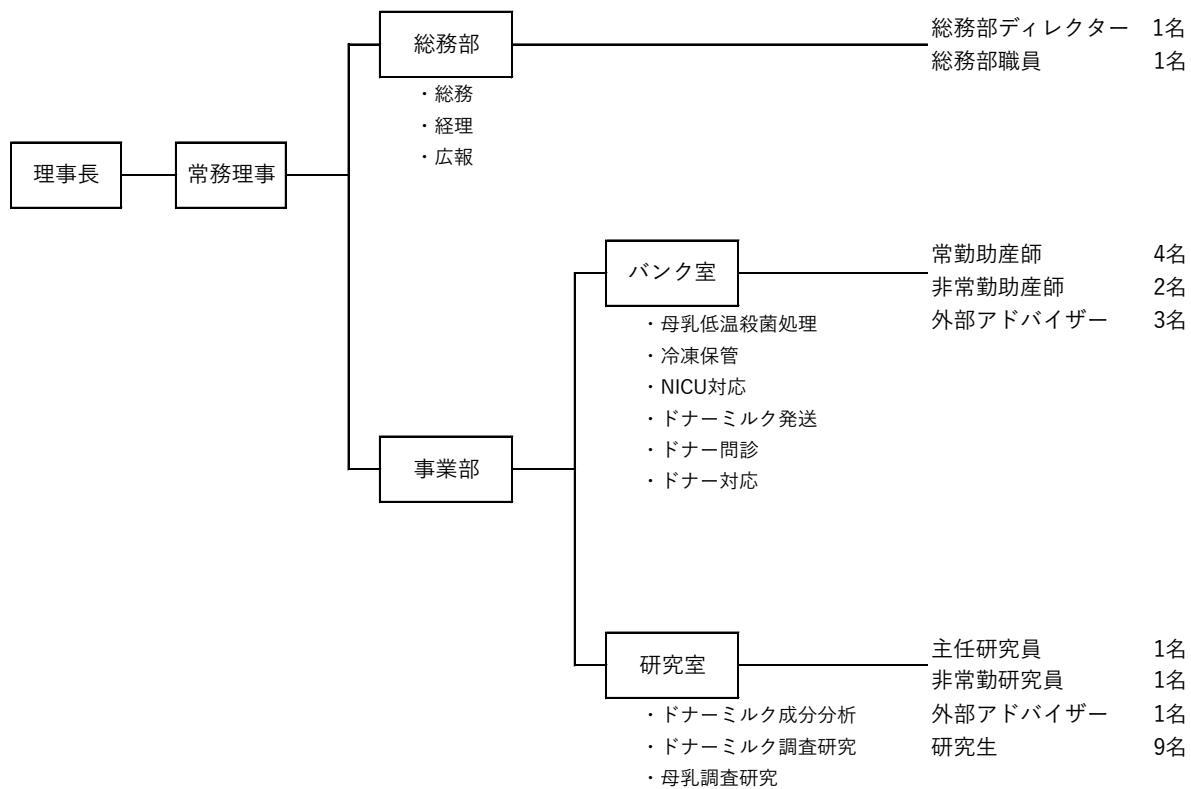 総務部
総務部ディレクター 1名
総務部職員 1名
・総務
・経理
・広報
理事長
常務理事
バンク室
常勤助産師 4名
非常勤助産師 2名
外部アドバイザー 3名
・母乳低温殺菌処理
・冷凍保管
・NICU対応
・ドナーミルク発送
・ドナー問診
・ドナー対応
事業部
研究室
主任研究員 1名
非常勤研究員 1名
外部アドバイザー 1名
研究生 9名
・ドナーミルク成分分析
・ドナーミルク調査研究
・母乳調査研究